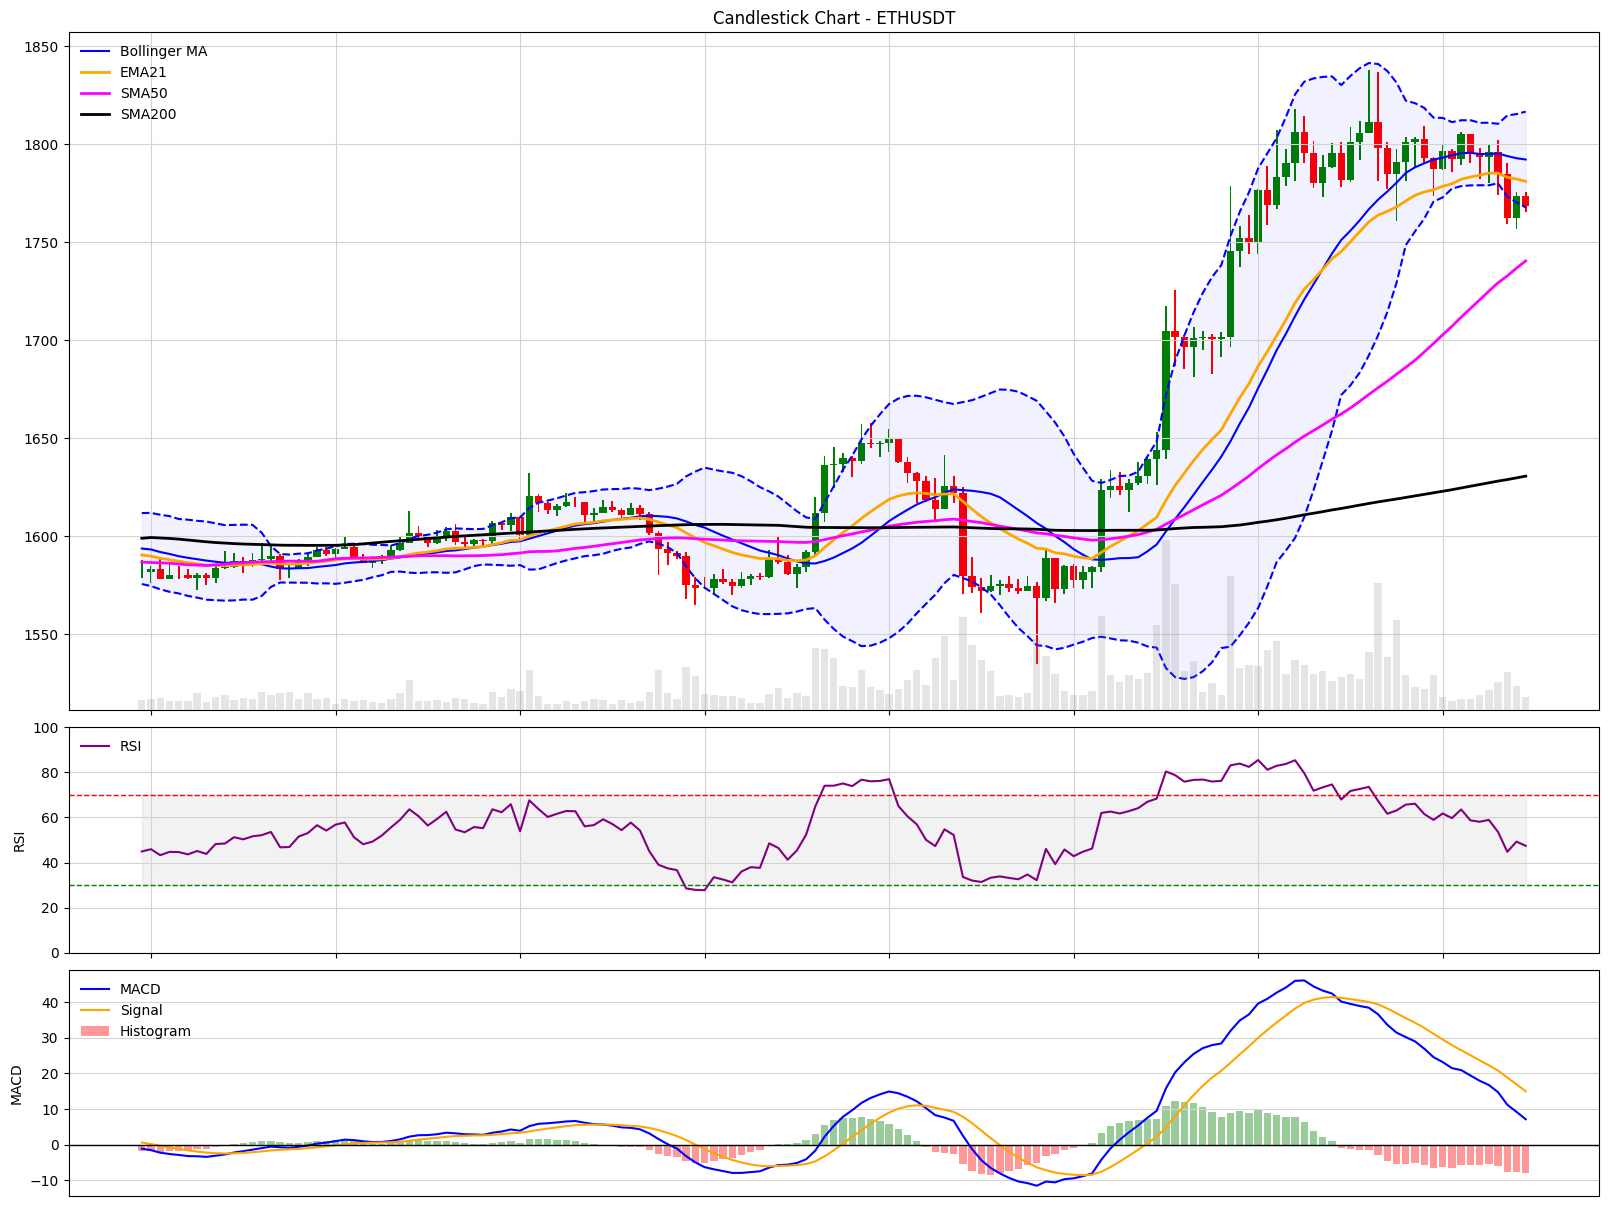 Candlestick Chart - ETHUSDT
1850
1800
1750
1700
1650
1600
1550
Bollinger MA
EMA21
SMA50
SMA200
100
80
60
40
20
0
RSI
RSI
40
30
20
10
0
−10
MACD
MACD
Signal
Histogram